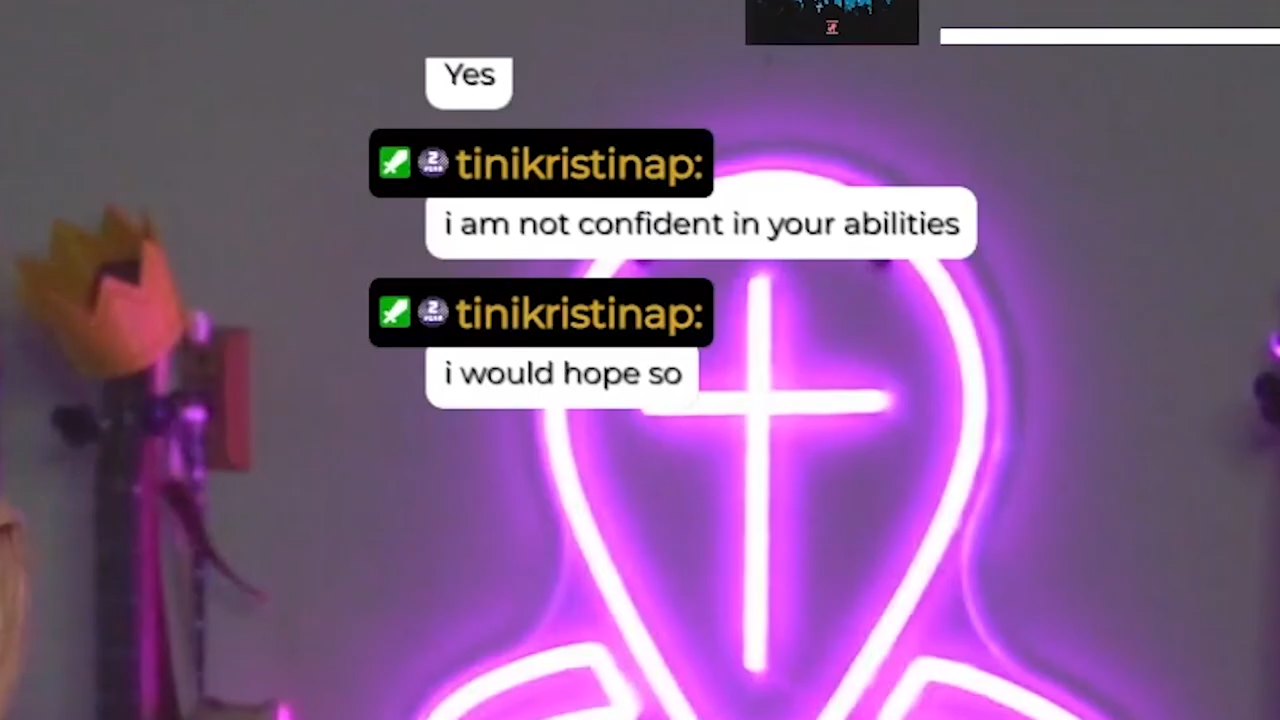 Yes
tinikristinap:
i am not confident in your abilities
tinikristinap:
i would hope so